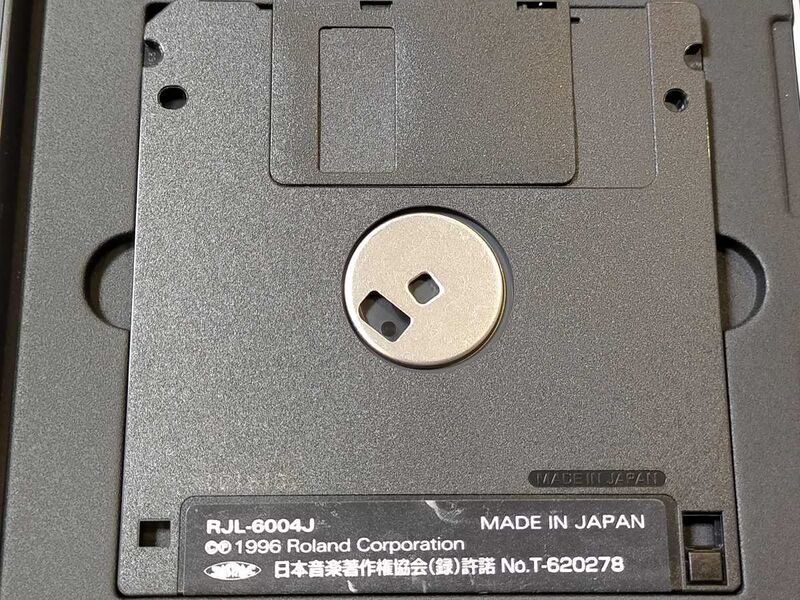 MADE IN JAPAN
RJL-6004J MADE IN JAPAN
©℗ 1996 Roland Corporation
JASRAC 日本音楽著作権協会(録)許諾 No.T-620278